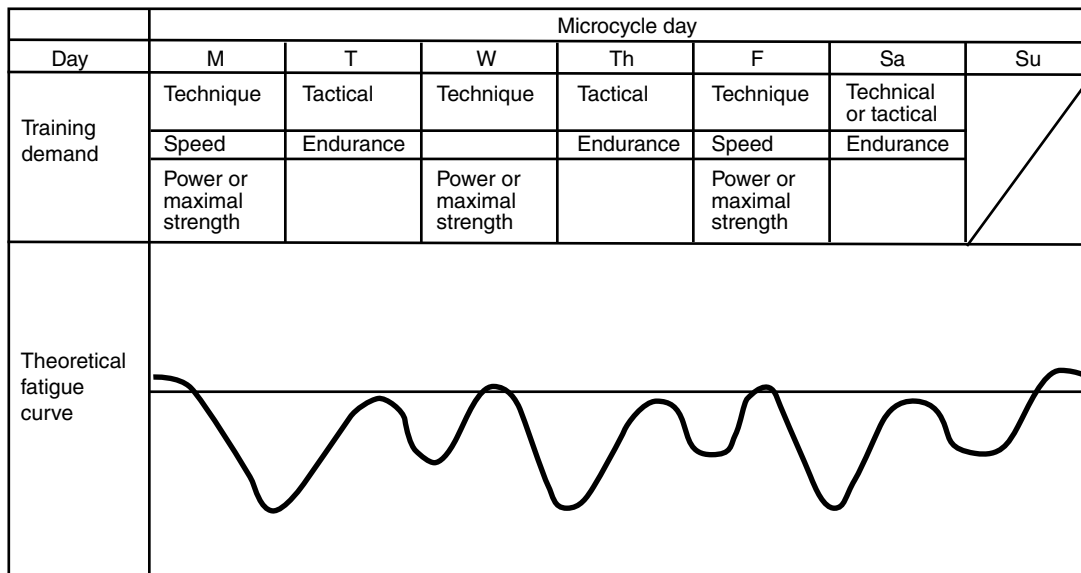 Microcycle day
Day M T W Th F Sa Su
Training
demand
Technique Tactical Technique Tactical Technique Technical
or tactical
Speed Endurance Endurance Speed Endurance
Power or
maximal
strength
Power or
maximal
strength
Power or
maximal
strength
Theoretical
fatigue
curve